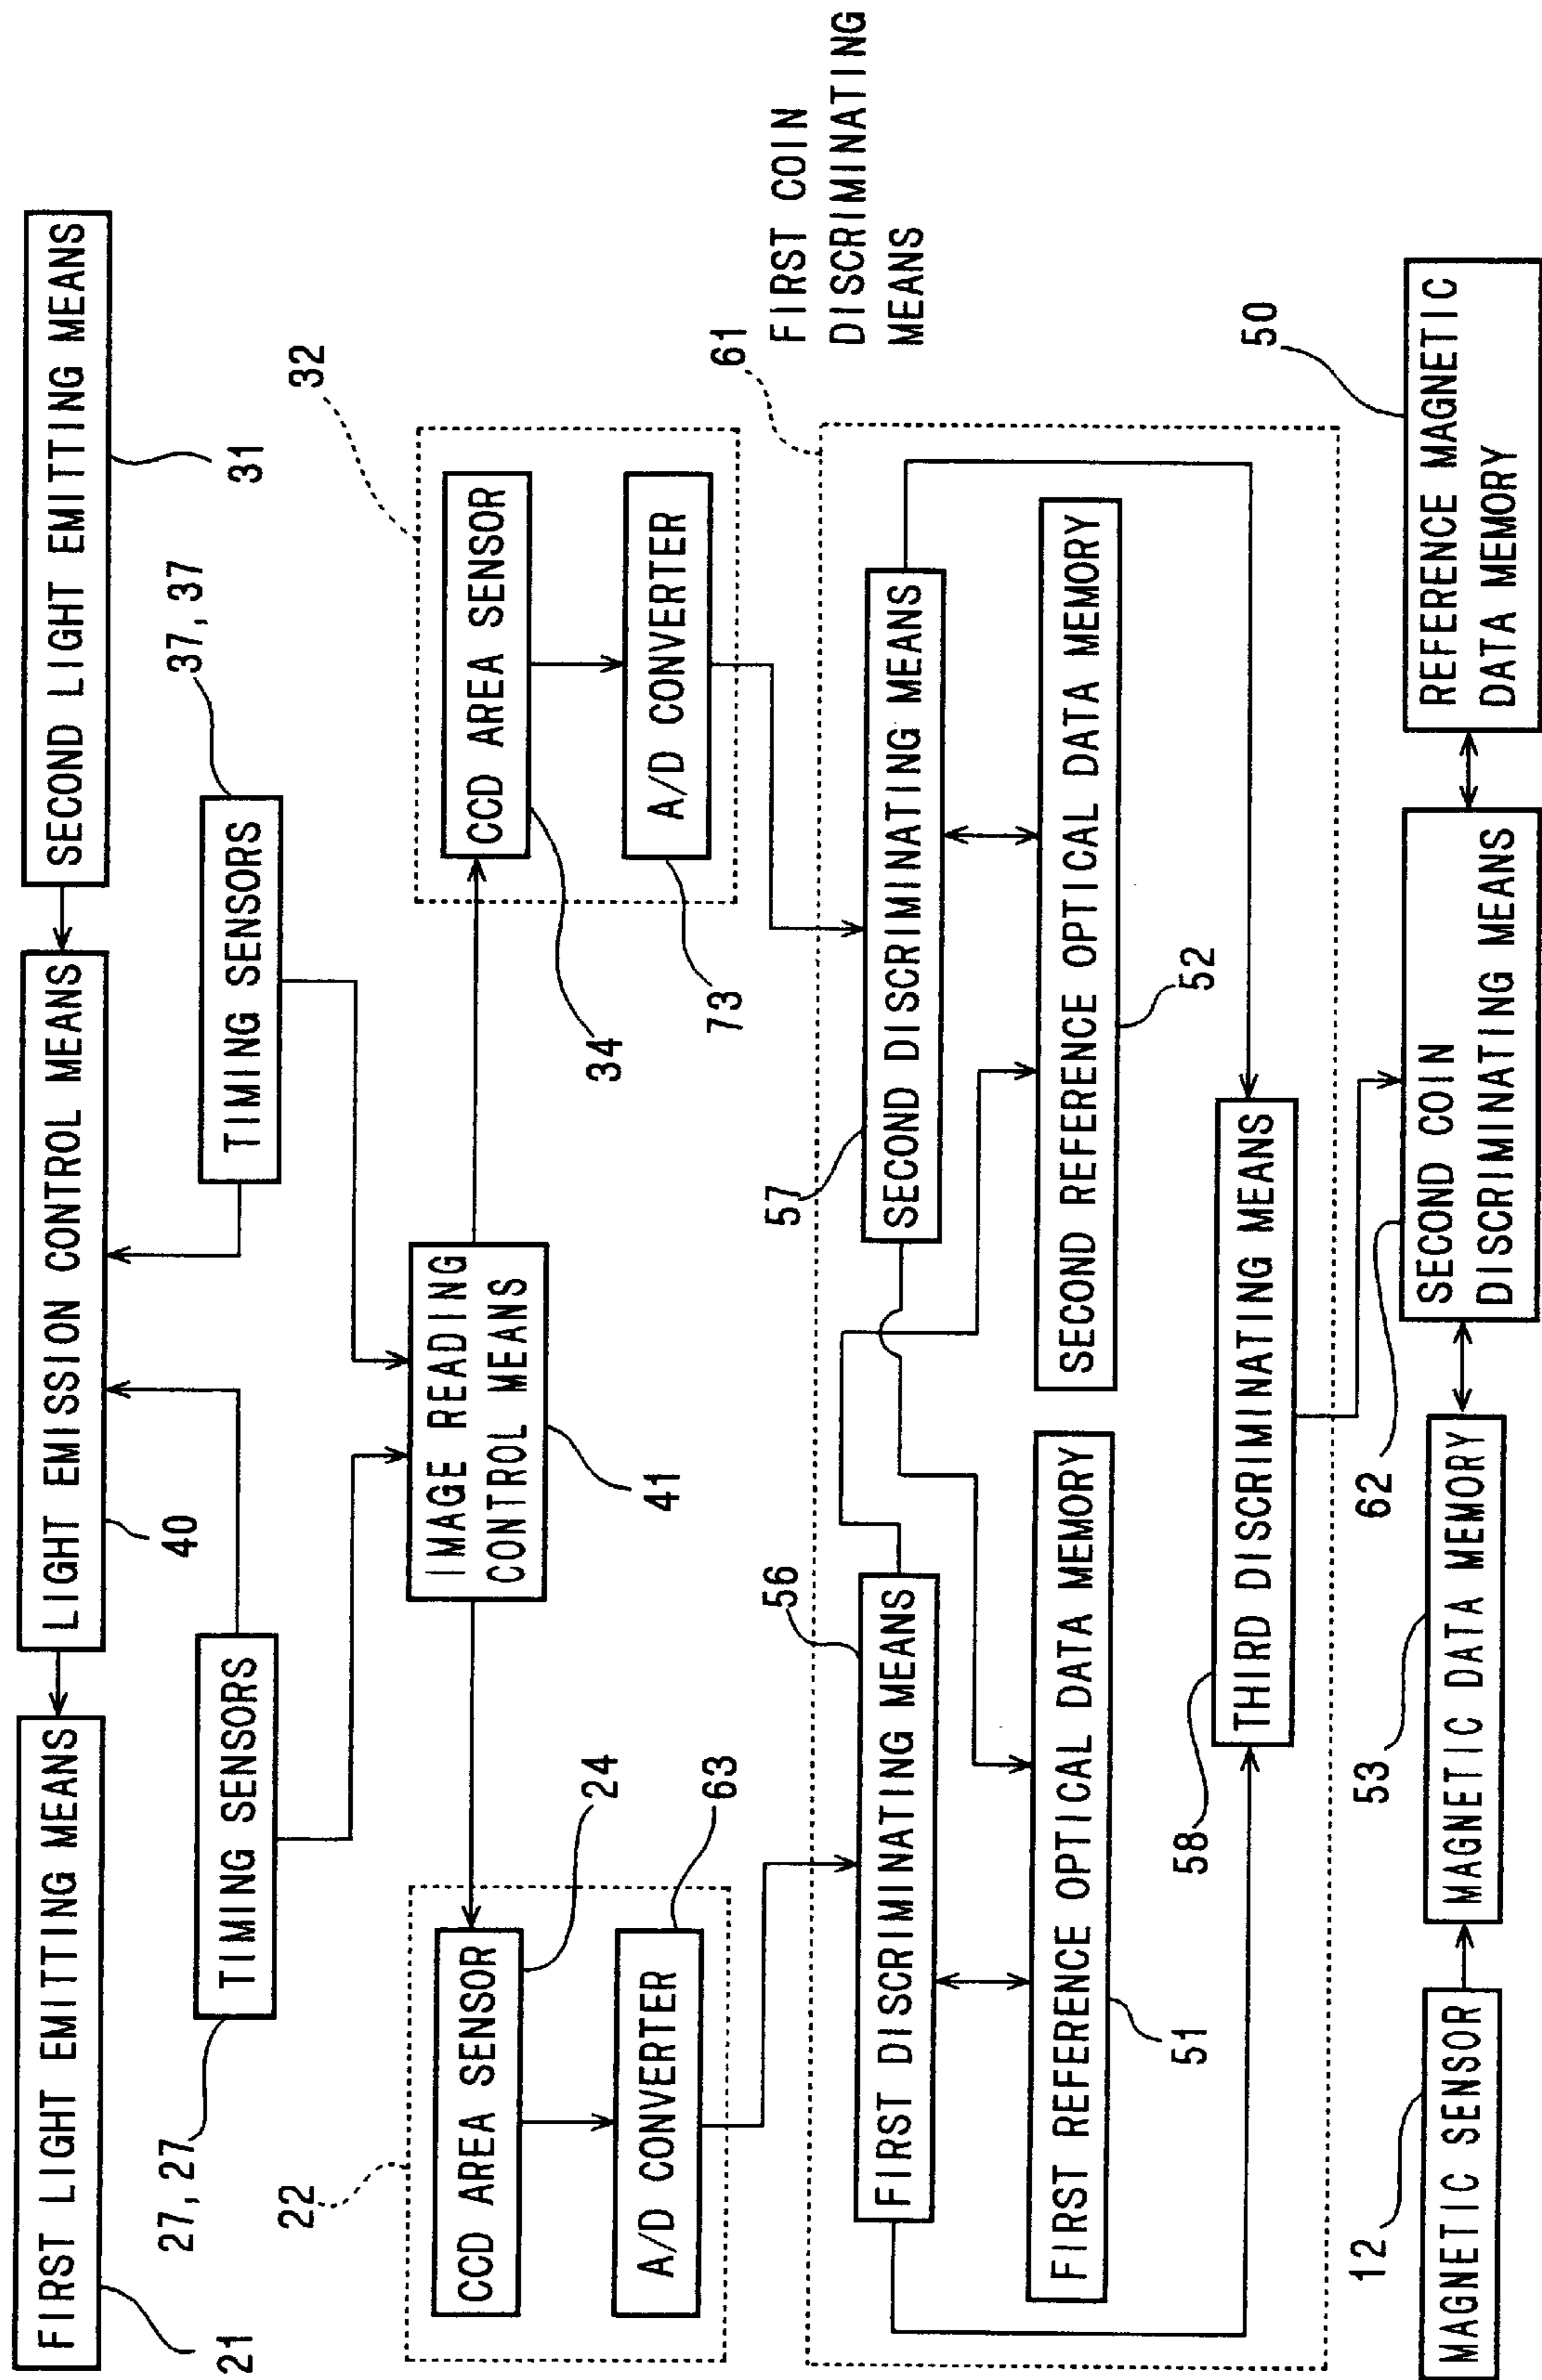 FIRST LIGHT EMITTING MEANS
21
LIGHT EMISSION CONTROL MEANS
40
SECOND LIGHT EMITTING MEANS
31
TIMING SENSORS
27, 27
TIMING SENSORS
37, 37
22
CCD AREA SENSOR
24
A/D CONVERTER
63
IMAGE READING
CONTROL MEANS
41
32
CCD AREA SENSOR
34
A/D CONVERTER
73
61
FIRST COIN
DISCRIMINATING
MEANS
FIRST DISCRIMINATING MEANS
56
SECOND DISCRIMINATING MEANS
57
FIRST REFERENCE OPTICAL DATA MEMORY
51
SECOND REFERENCE OPTICAL DATA MEMORY
52
58
THIRD DISCRIMINATING MEANS
12
MAGNETIC SENSOR
53
MAGNETIC DATA MEMORY
62
SECOND COIN
DISCRIMINATING MEANS
50
REFERENCE MAGNETIC
DATA MEMORY